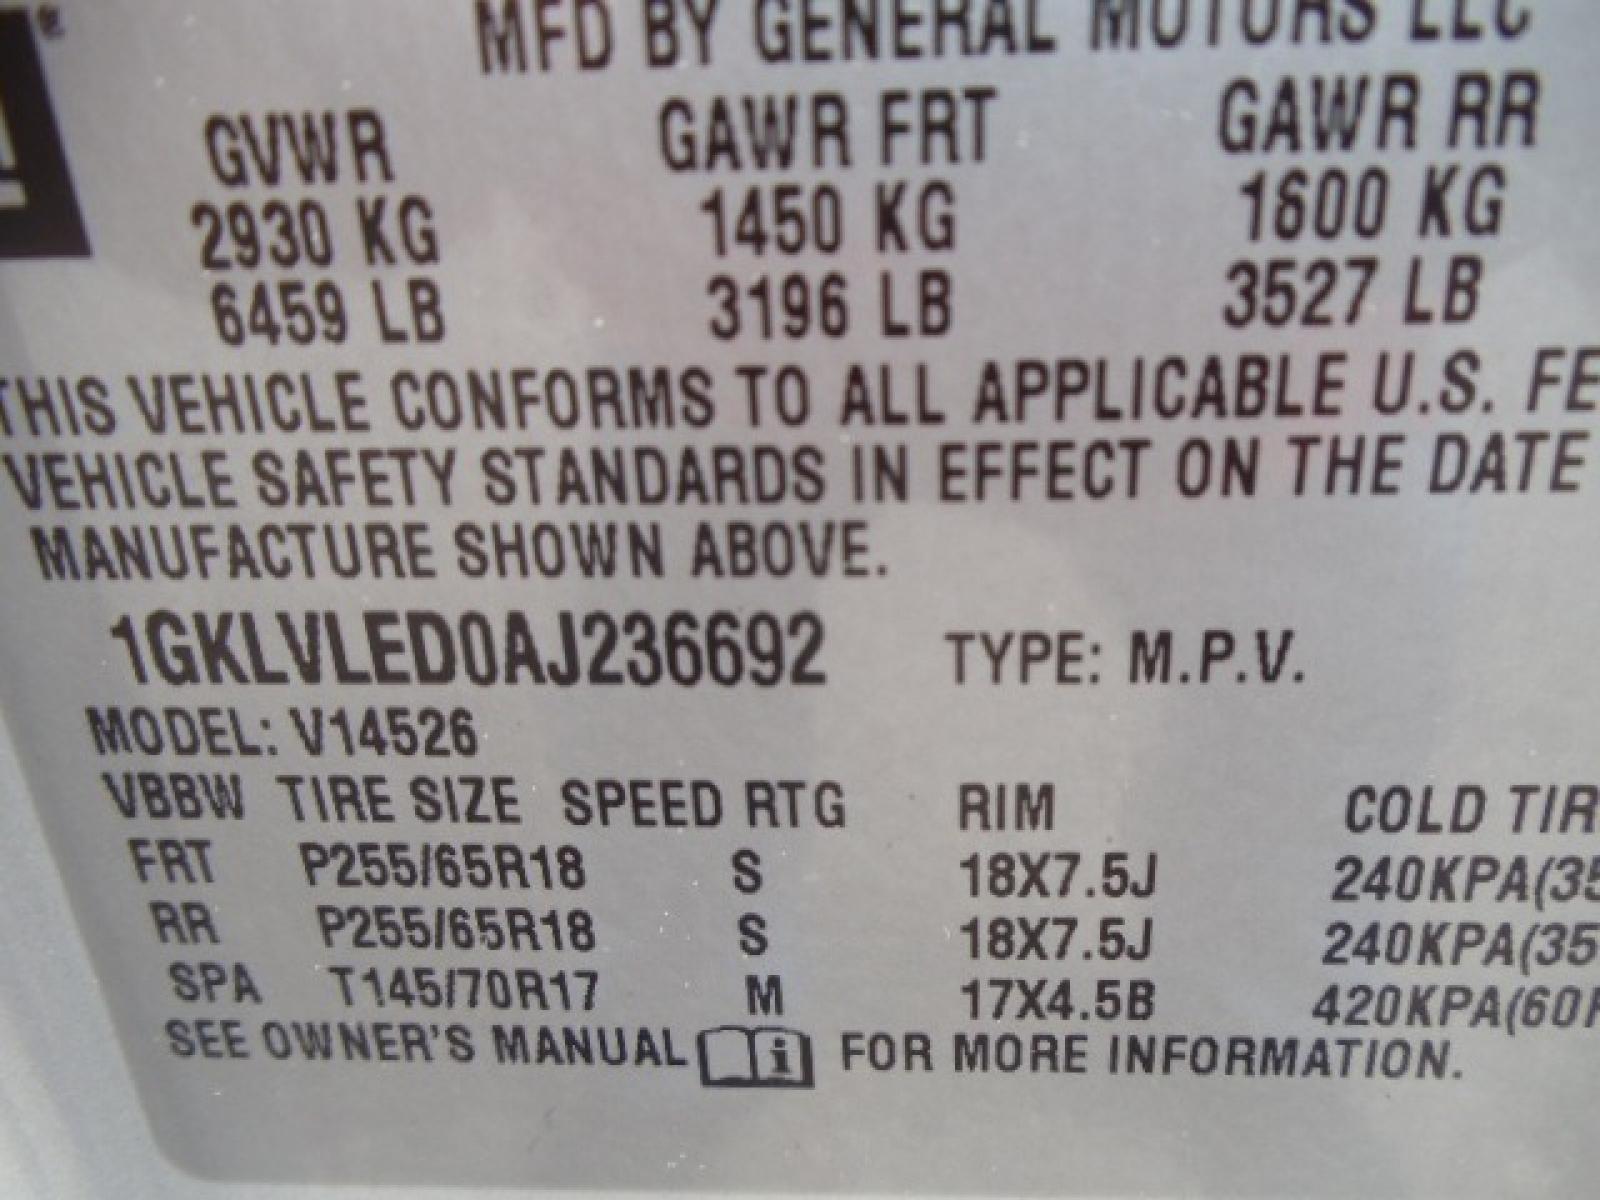 MFD BY GENERAL MOTORS LLC
GVWR GAWR FRT GAWR RR
2930 KG 1450 KG 1600 KG
6459 LB 3196 LB 3527 LB
THIS VEHICLE CONFORMS TO ALL APPLICABLE U.S. FE
VEHICLE SAFETY STANDARDS IN EFFECT ON THE DATE
MANUFACTURE SHOWN ABOVE.
1GKLVLED0AJ236692 TYPE: M.P.V.
MODEL: V14526
VBBW TIRE SIZE SPEED RTG RIM COLD TIR
FRT P255/65R18 S 18X7.5J 240KPA(35
RR P255/65R18 S 18X7.5J 240KPA(35
SPA T145/70R17 M 17X4.5B 420KPA(60P
SEE OWNER'S MANUAL i FOR MORE INFORMATION.